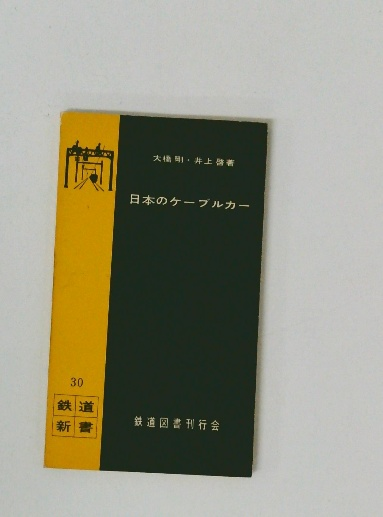 大橋 剛・井上 啓著
日本のケーブルカー
30
鉄道
新書
鉄道図書刊行会